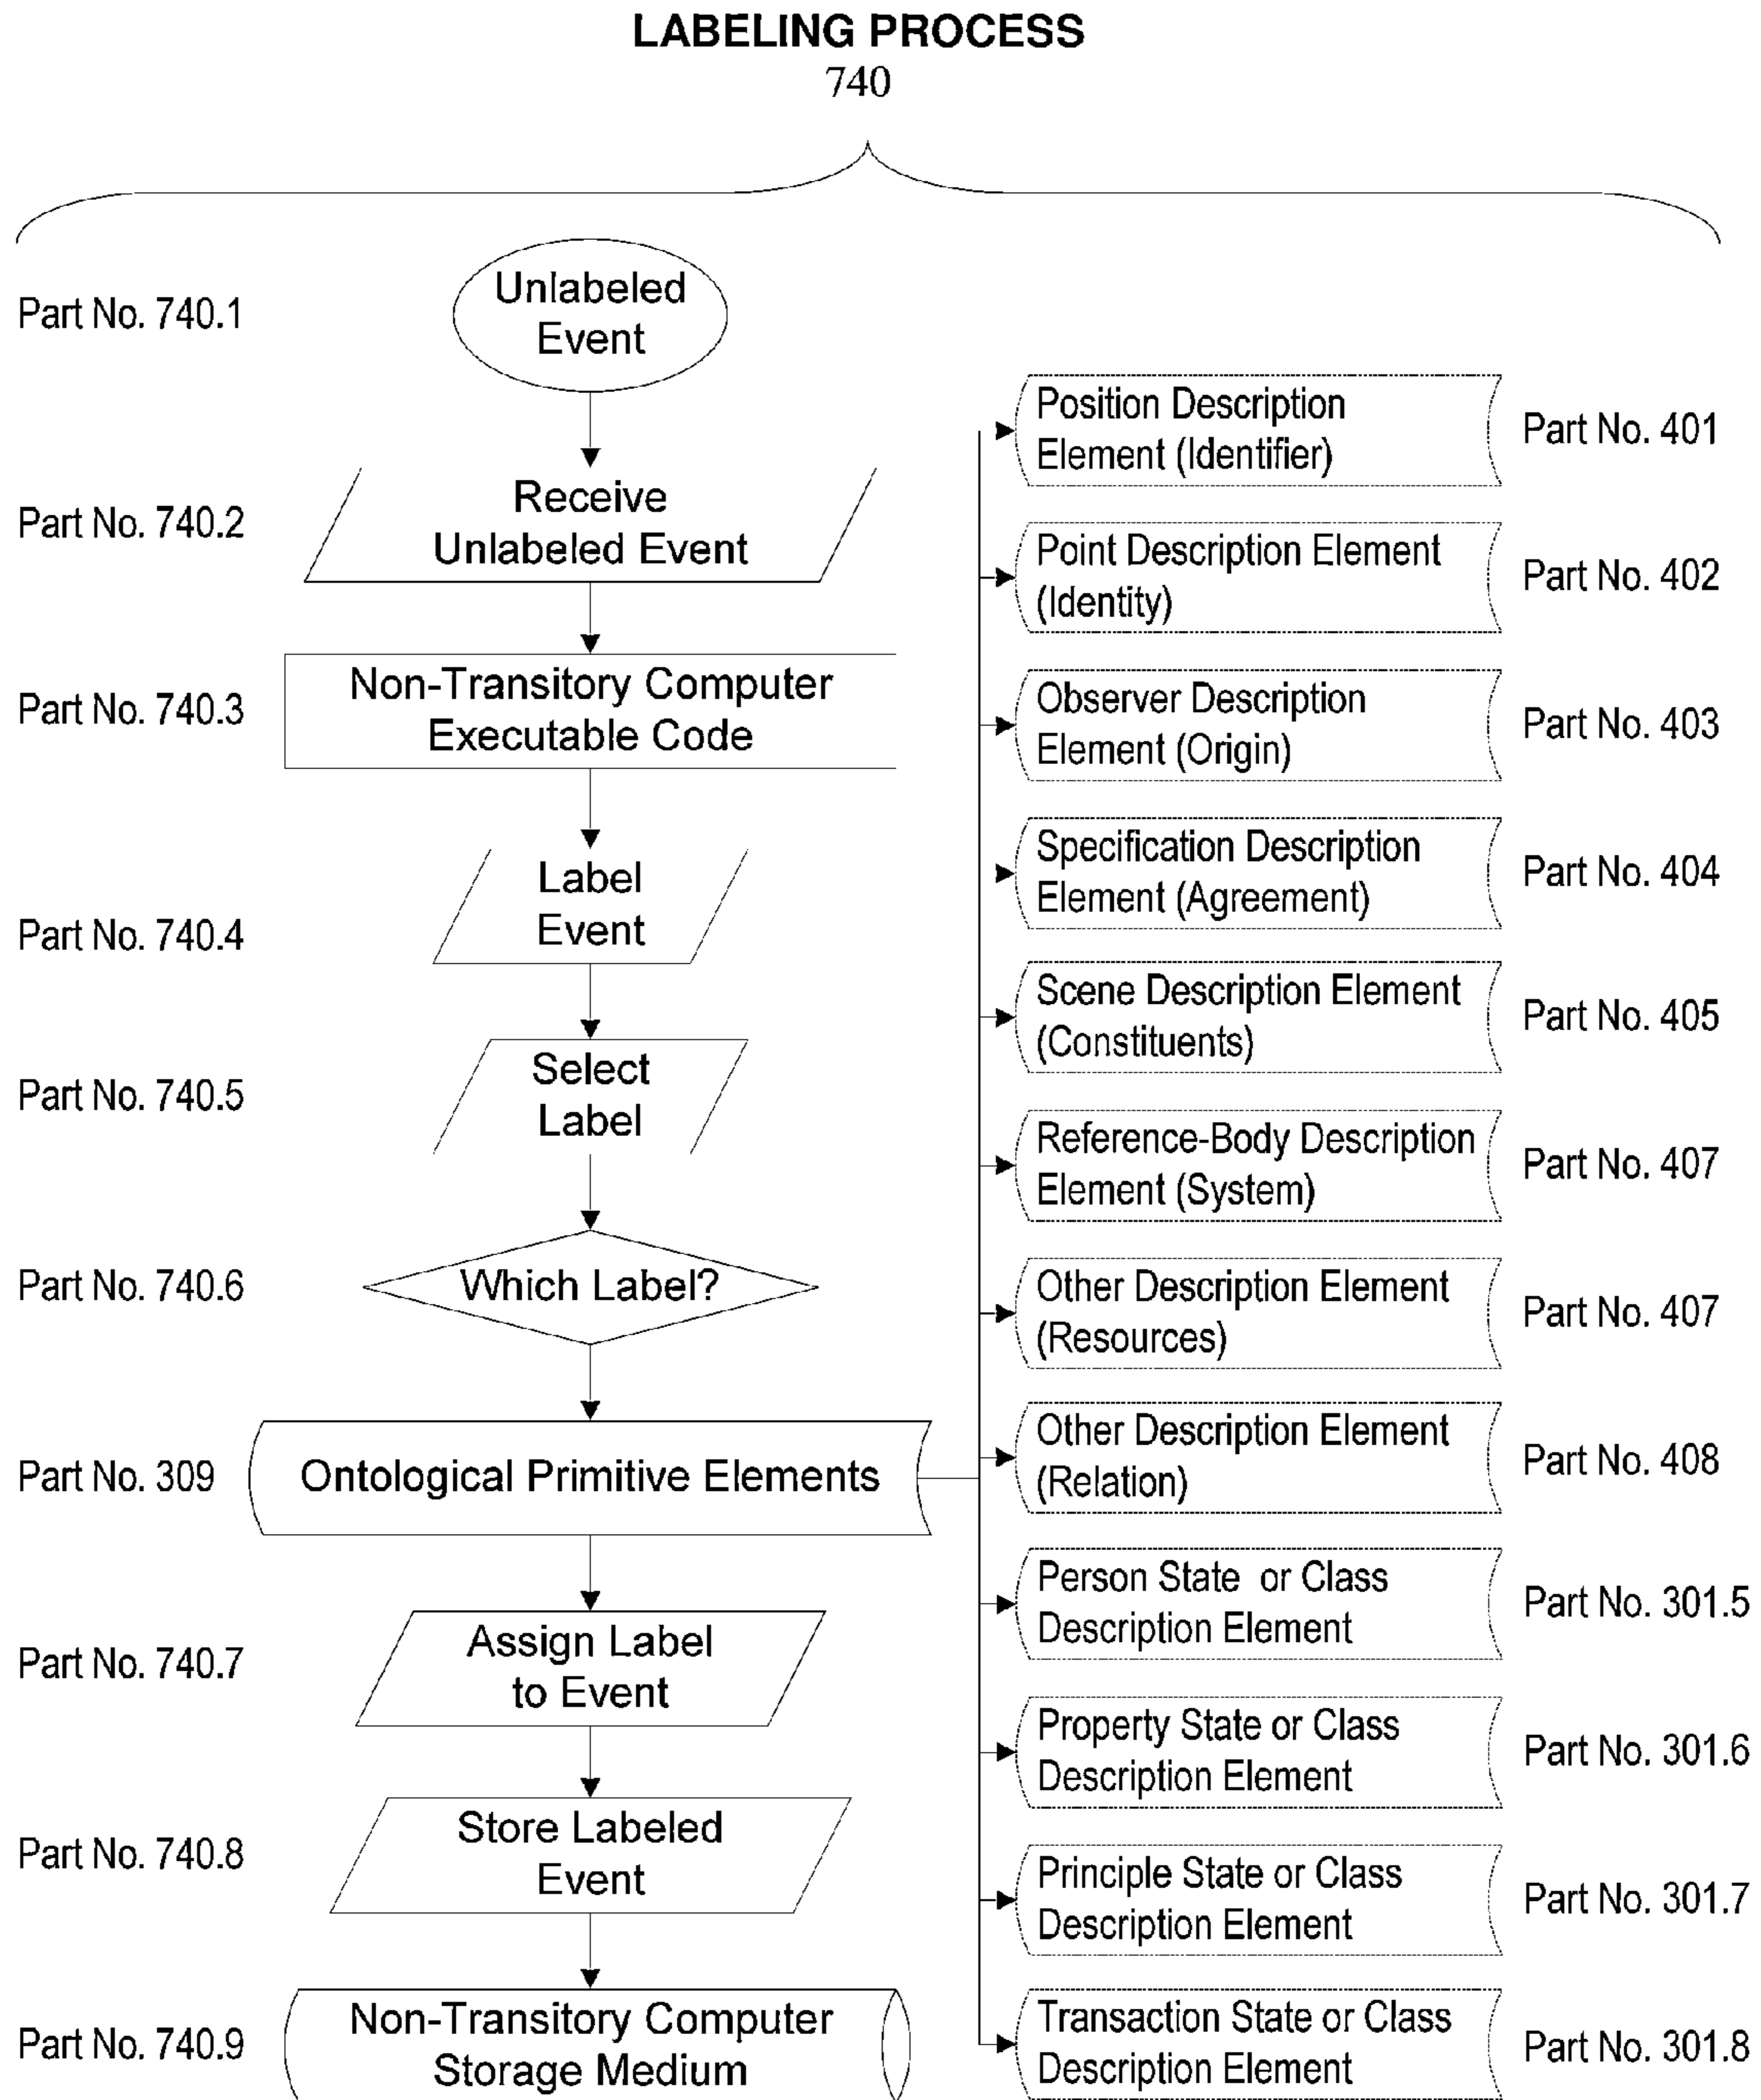 LABELING PROCESS
740
Part No. 740.1
Unlabeled
Event
Part No. 740.2
Receive
Unlabeled Event
Part No. 740.3
Non-Transitory Computer
Executable Code
Part No. 740.4
Label
Event
Part No. 740.5
Select
Label
Part No. 740.6
Which Label?
Part No. 309
Ontological Primitive Elements
Part No. 740.7
Assign Label
to Event
Part No. 740.8
Store Labeled
Event
Part No. 740.9
Non-Transitory Computer
Storage Medium
Position Description
Element (Identifier)
Part No. 401
Point Description Element
(Identity)
Part No. 402
Observer Description
Element (Origin)
Part No. 403
Specification Description
Element (Agreement)
Part No. 404
Scene Description Element
(Constituents)
Part No. 405
Reference-Body Description
Element (System)
Part No. 407
Other Description Element
(Resources)
Part No. 407
Other Description Element
(Relation)
Part No. 408
Person State or Class
Description Element
Part No. 301.5
Property State or Class
Description Element
Part No. 301.6
Principle State or Class
Description Element
Part No. 301.7
Transaction State or Class
Description Element
Part No. 301.8